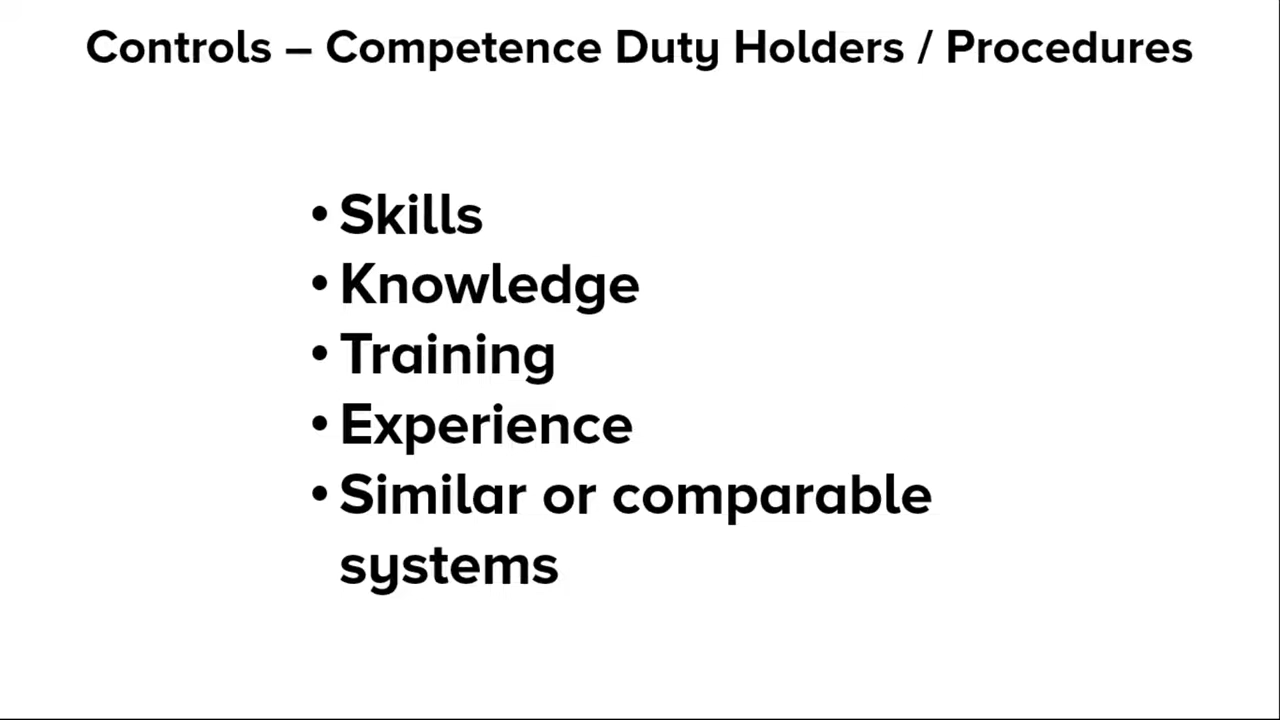 Controls – Competence Duty Holders / Procedures
• Skills
• Knowledge
• Training
• Experience
• Similar or comparable
systems